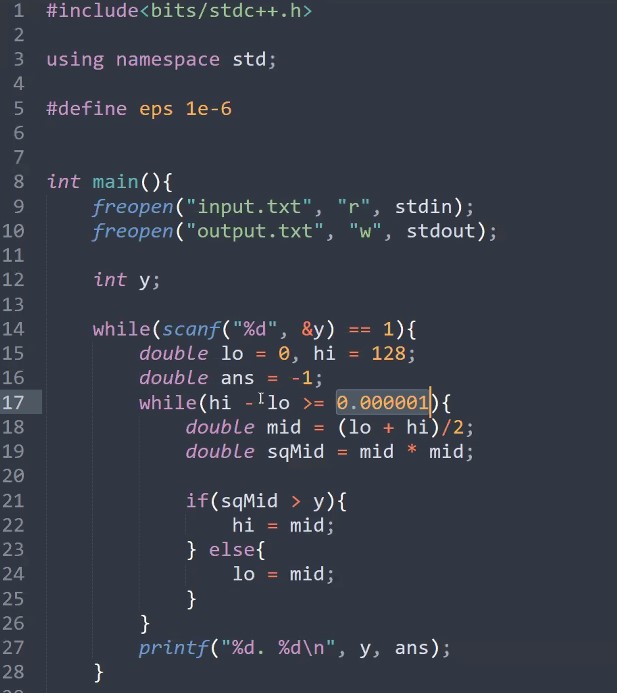 1 #include<bits/stdc++.h>
2
3 using namespace std;
4
5 #define eps 1e-6
6
7
8 int main(){
9 freopen("input.txt", "r", stdin);
10 freopen("output.txt", "w", stdout);
11
12 int y;
13
14 while(scanf("%d", &y) == 1){
15 double lo = 0, hi = 128;
16 double ans = -1;
17 while(hi - lo >= 0.000001){
18 double mid = (lo + hi)/2;
19 double sqMid = mid * mid;
20
21 if(sqMid > y){
22 hi = mid;
23 } else{
24 lo = mid;
25 }
26 }
27 printf("%d. %d\n", y, ans);
28 }